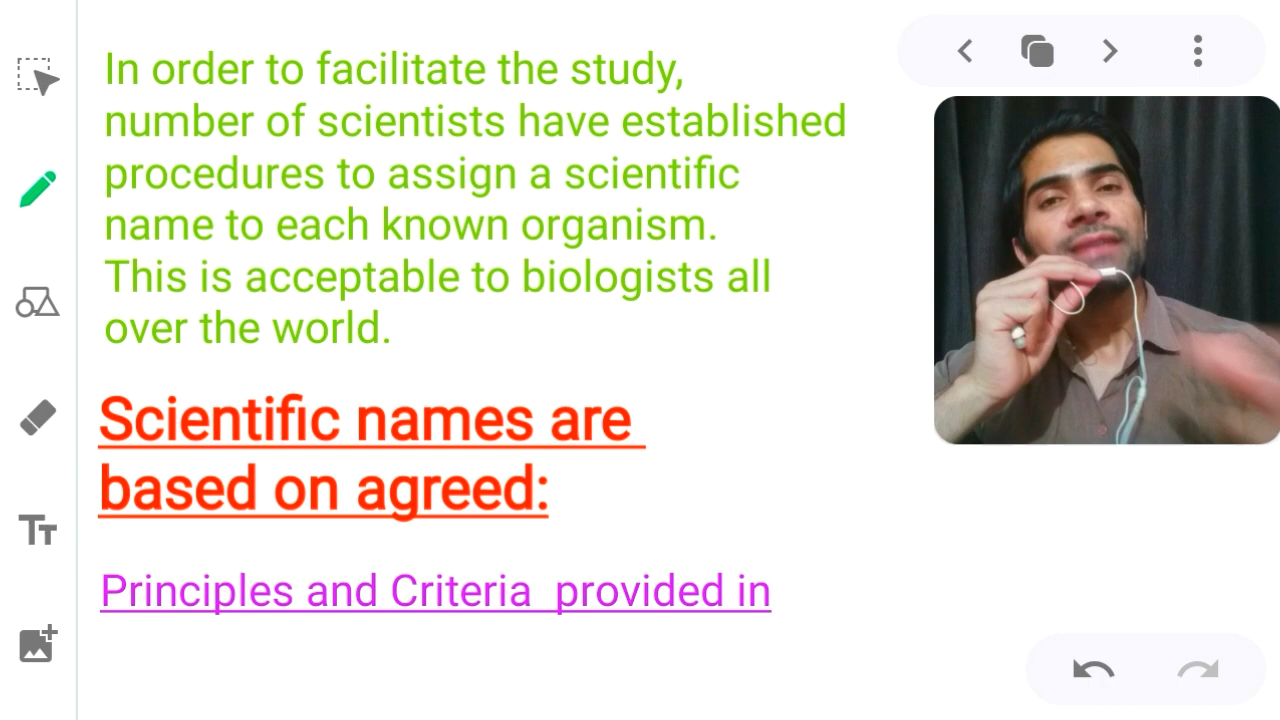 In order to facilitate the study,
number of scientists have established
procedures to assign a scientific
name to each known organism.
This is acceptable to biologists all
over the world.
Scientific names are
based on agreed:
Principles and Criteria  provided in
TT